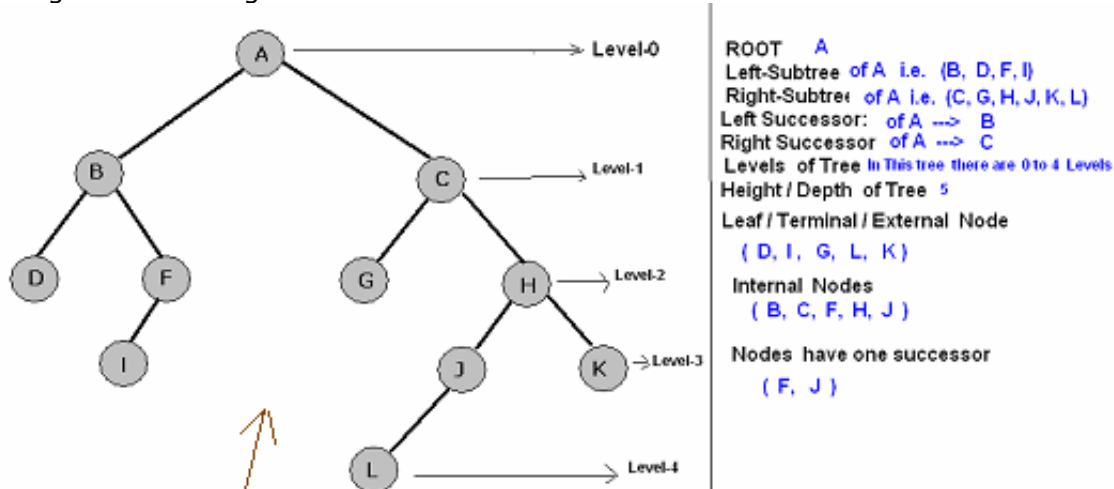 A
Level-0
B
C
Level-1
D
F
G
H
Level-2
I
J
K
Level-3
L
Level-4
ROOT A
Left-Subtree of A i.e. (B, D, F, I)
Right-Subtree of A i.e. (C, G, H, J, K, L)
Left Successor: of A ---> B
Right Successor of A ---> C
Levels of Tree In This tree there are 0 to 4 Levels
Height / Depth of Tree 5
Leaf / Terminal / External Node
( D, I , G, L, K )
Internal Nodes
( B, C, F, H, J )
Nodes have one successor
( F, J )